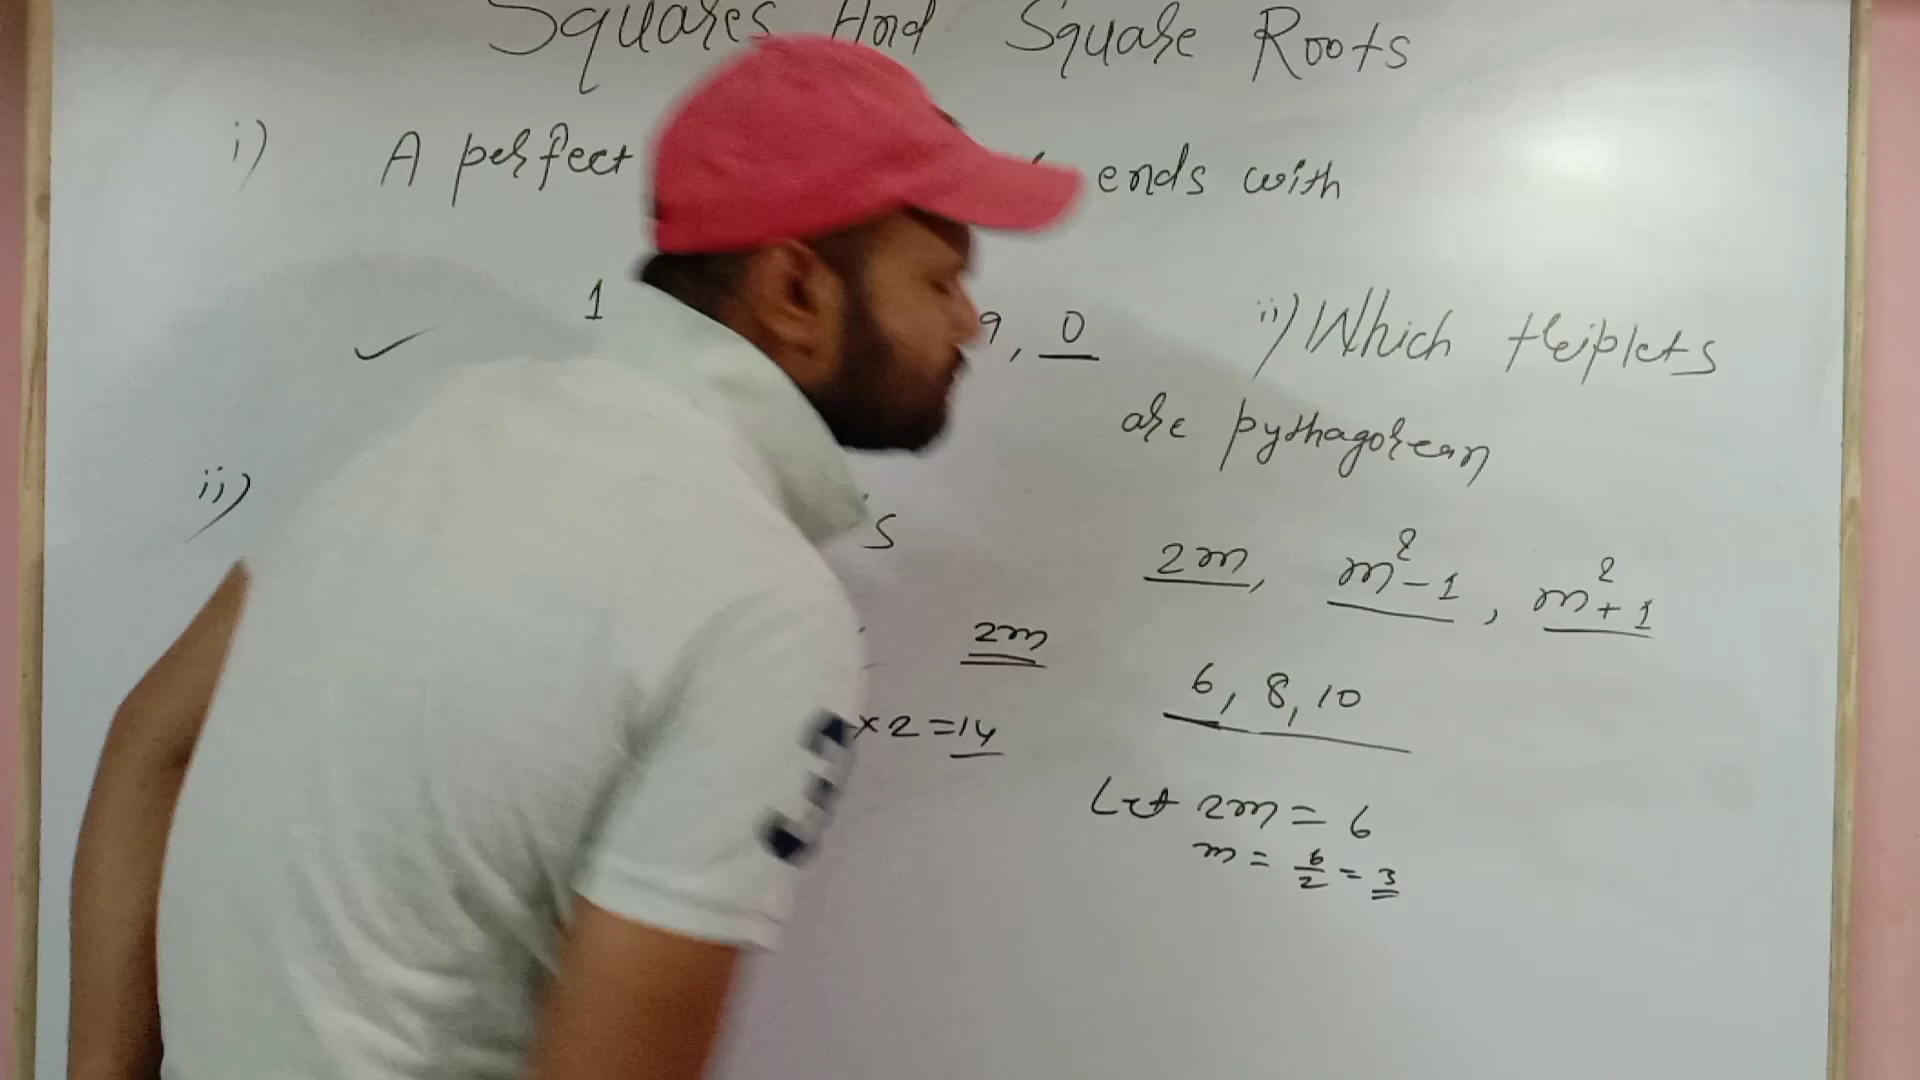 Squares And Square Roots
i) A perfect ends with
1 9, 0
ii) Which triplets
are pythagorean
ii) s
2m, m²-1, m²+1
2m
6, 8, 10
×2=14
Let 2m = 6
m = 6/2 = 3